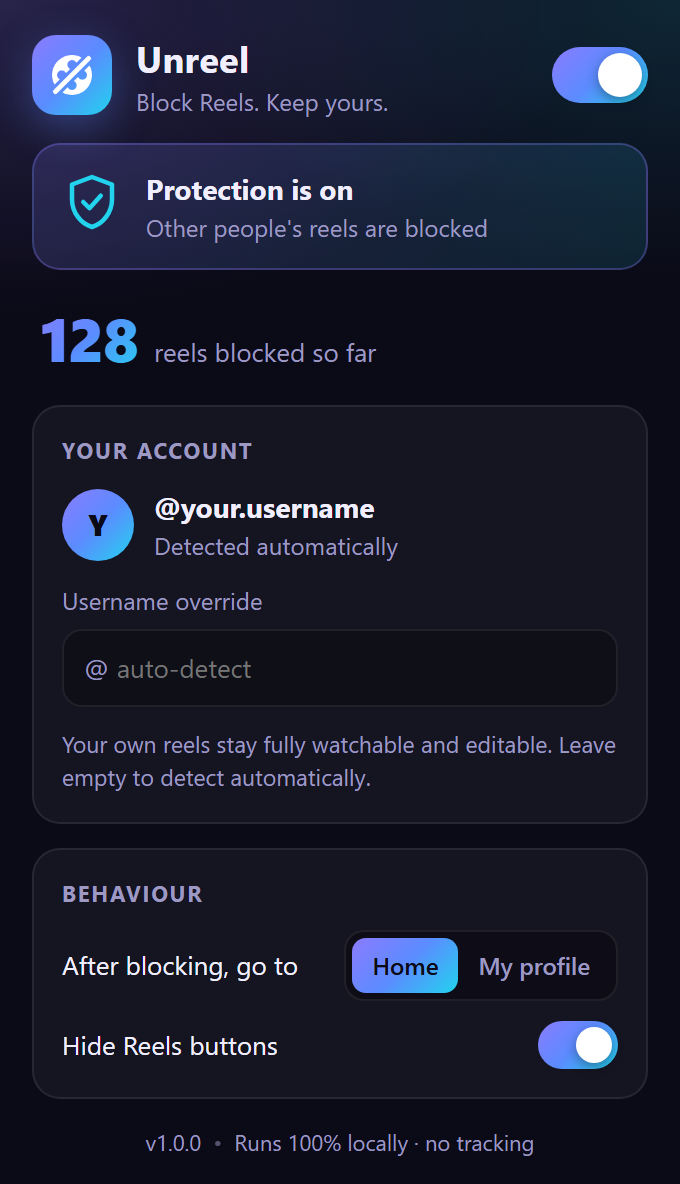 Unreel
Block Reels. Keep yours.
Protection is on
Other people's reels are blocked
128 reels blocked so far
YOUR ACCOUNT
Y
@your.username
Detected automatically
Username override
@ auto-detect
Your own reels stay fully watchable and editable. Leave
empty to detect automatically.
BEHAVIOUR
After blocking, go to Home My profile
Hide Reels buttons
v1.0.0 • Runs 100% locally · no tracking